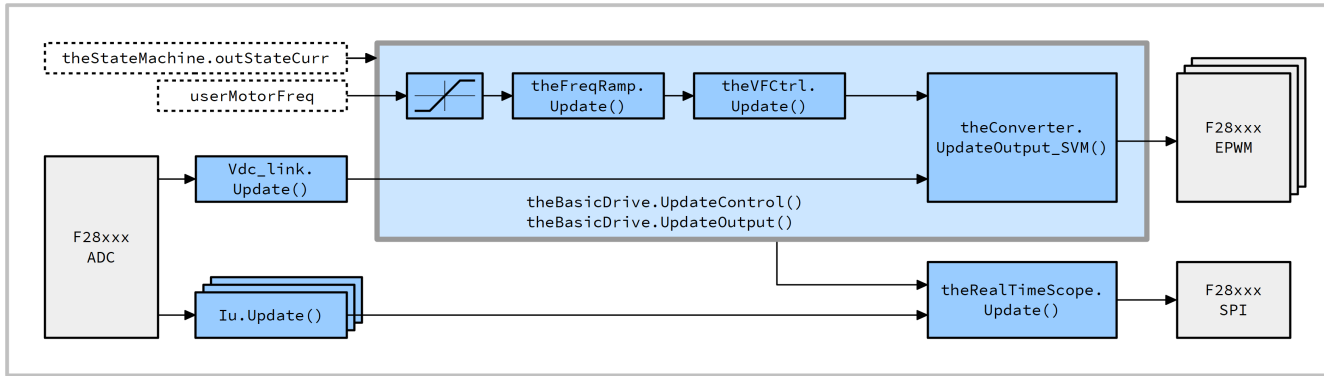 theStateMachine.outStateCurr
userMotorFreq
theFreqRamp.
Update()
theVFCtrl.
Update()
theConverter.
UpdateOutput_SVM()
F28xxx
EPWM
Vdc_link.
Update()
theBasicDrive.UpdateControl()
theBasicDrive.UpdateOutput()
F28xxx
ADC
Iu.Update()
theRealTimeScope.
Update()
F28xxx
SPI